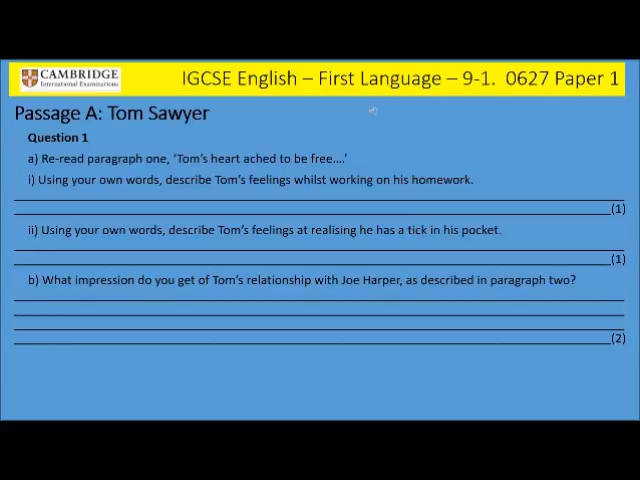 CAMBRIDGE
International Examinations
IGCSE English – First Language – 9-1. 0627 Paper 1
Passage A: Tom Sawyer
Question 1
a) Re-read paragraph one, ‘Tom’s heart ached to be free….’
i) Using your own words, describe Tom’s feelings whilst working on his homework.
(1)
ii) Using your own words, describe Tom’s feelings at realising he has a tick in his pocket.
(1)
b) What impression do you get of Tom’s relationship with Joe Harper, as described in paragraph two?
(2)